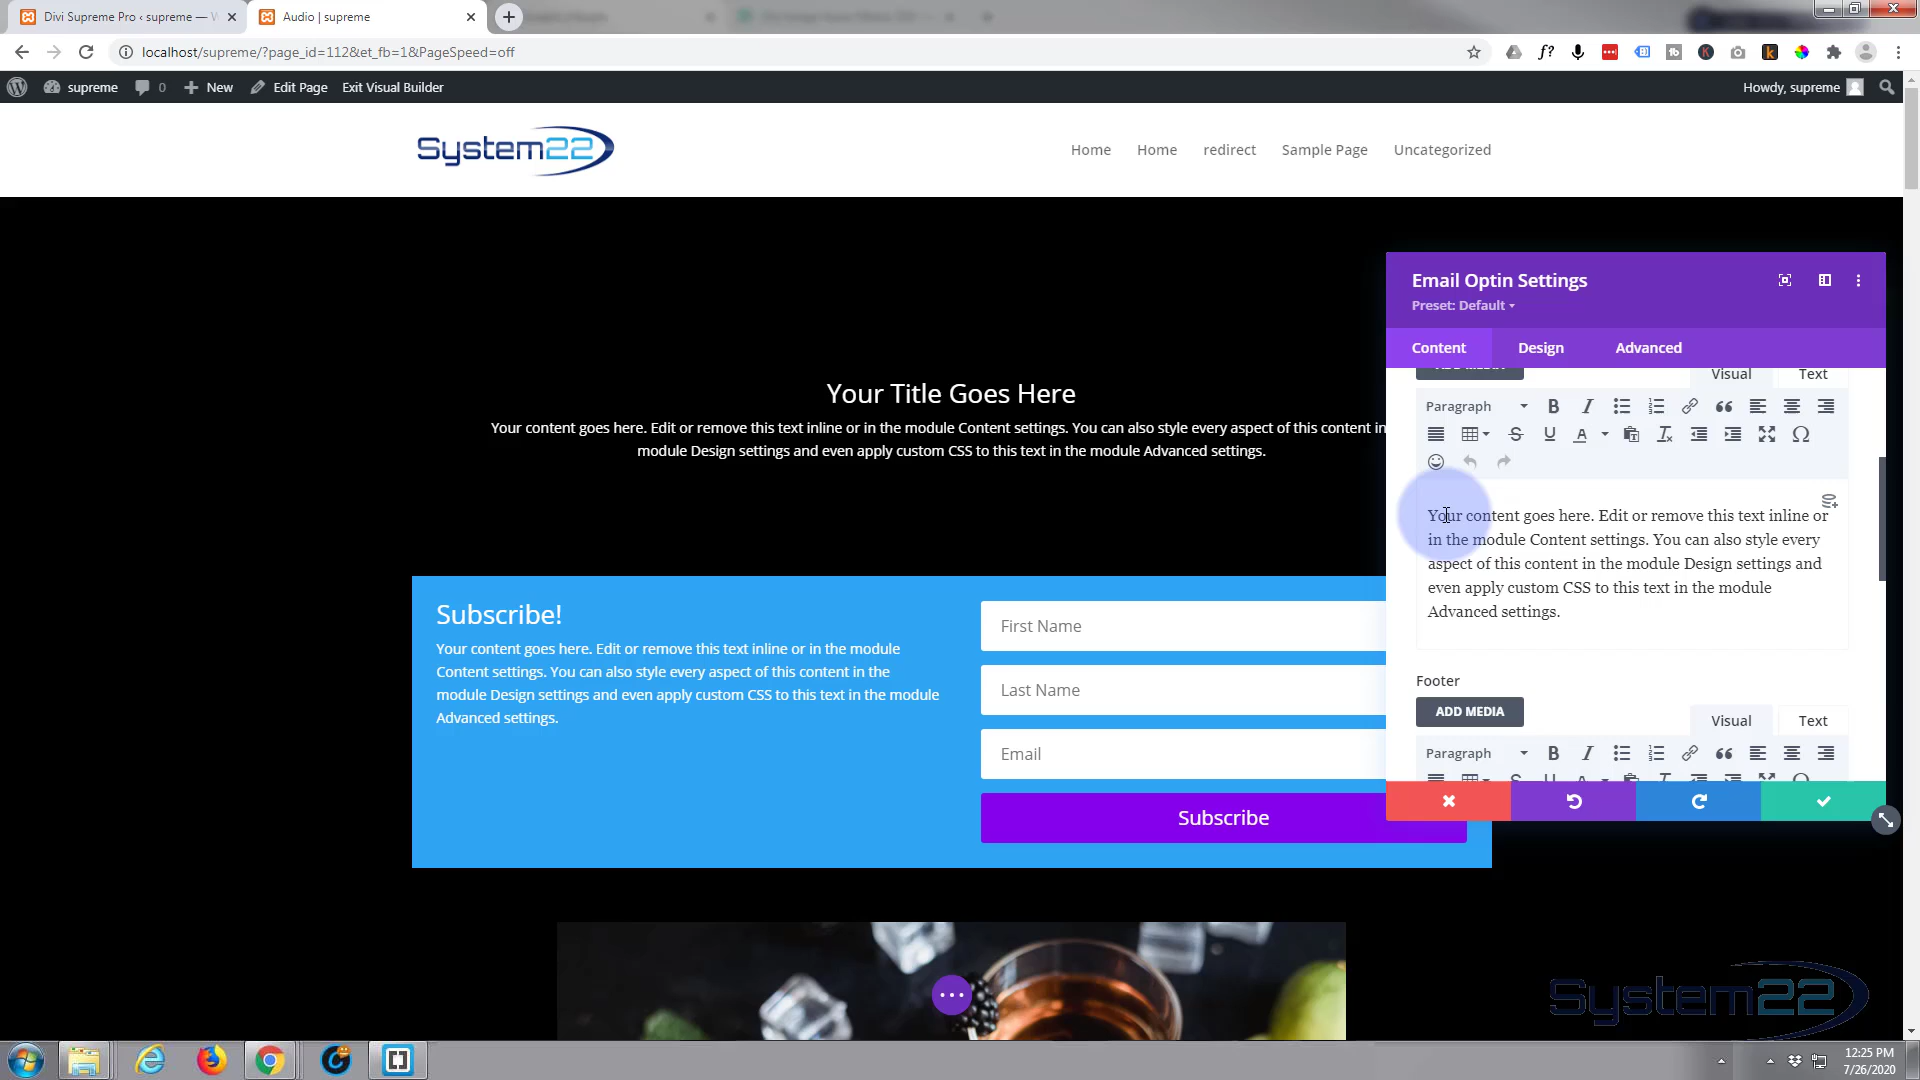 Divi Supreme Pro ‹ supreme — W
Audio | supreme
localhost/supreme/?page_id=112&et_fb=1&PageSpeed=off
supreme
0
New
Edit Page
Exit Visual Builder
Howdy, supreme
System22
Home
Home
redirect
Sample Page
Uncategorized
Email Optin Settings
Preset: Default
Content
Design
Advanced
Visual
Text
Paragraph
Your content goes here. Edit or remove this text inline or
in the module Content settings. You can also style every
aspect of this content in the module Design settings and
even apply custom CSS to this text in the module
Advanced settings.
Footer
ADD MEDIA
Visual
Text
Paragraph
Your Title Goes Here
Your content goes here. Edit or remove this text inline or in the module Content settings. You can also style every aspect of this content in
module Design settings and even apply custom CSS to this text in the module Advanced settings.
Subscribe!
Your content goes here. Edit or remove this text inline or in the module
Content settings. You can also style every aspect of this content in the
module Design settings and even apply custom CSS to this text in the module
Advanced settings.
First Name
Last Name
Email
Subscribe
System22
12:25 PM
7/26/2020